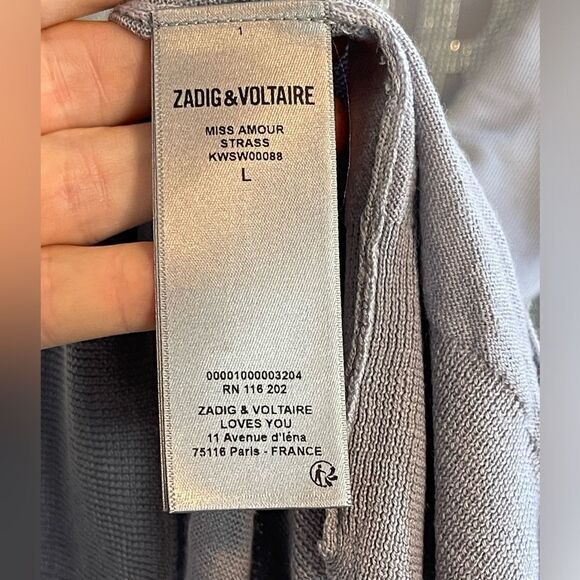 1
ZADIG&VOLTAIRE
MISS AMOUR
STRASS
KWSW00088
L
00001000003204
RN 116 202
ZADIG & VOLTAIRE
LOVES YOU
11 Avenue d'Iéna
75116 Paris - FRANCE